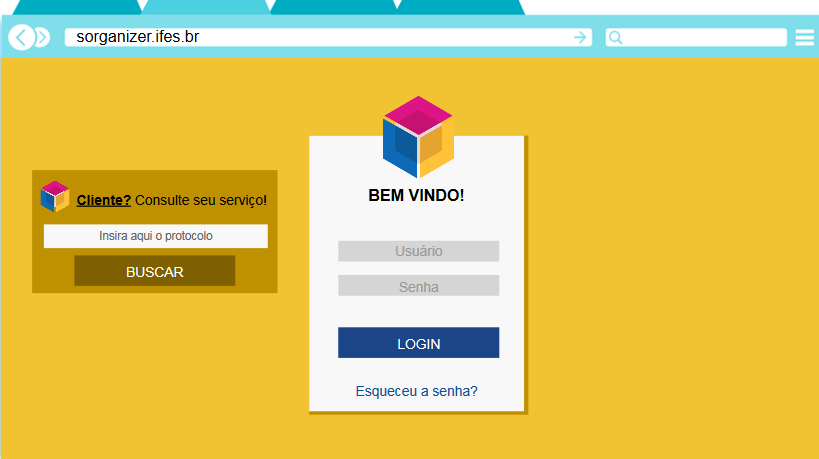 sorganizer.ifes.br
Cliente? Consulte seu serviço!
Insira aqui o protocolo
BUSCAR
BEM VINDO!
Usuário
Senha
LOGIN
Esqueceu a senha?